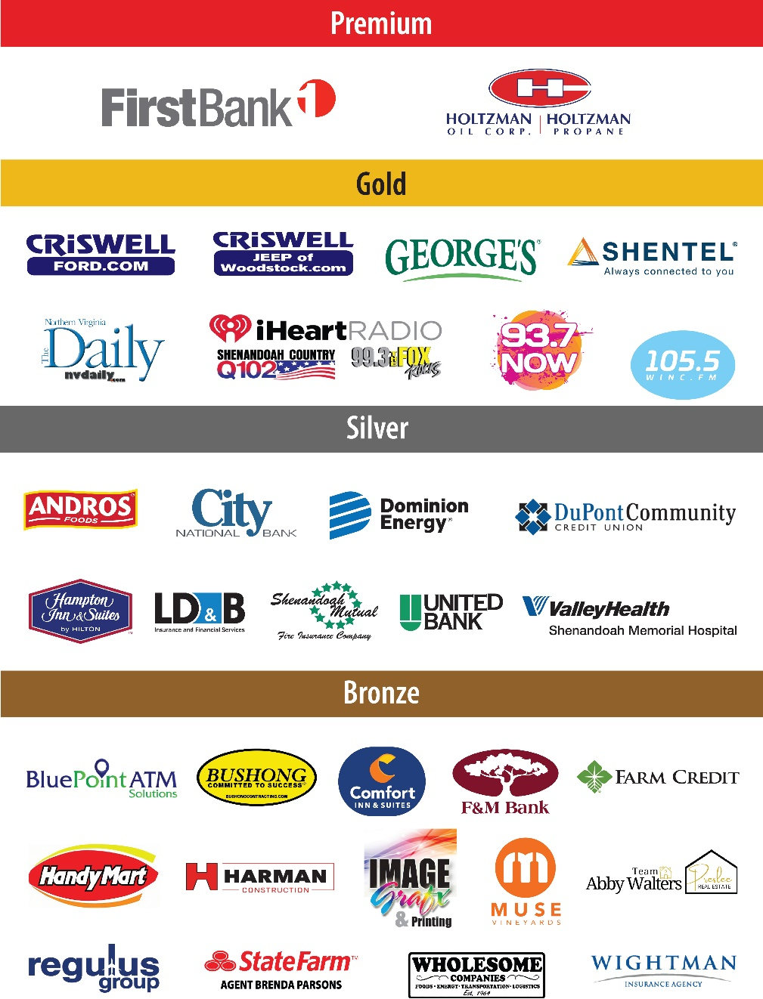 Premium
FirstBank
1
H
HOLTZMAN | HOLTZMAN
OIL CORP. PROPANE
Gold
CRiSWELL
FORD.COM
CRiSWELL
JEEP of
Woodstock.com
GEORGE'S®
SHENTEL®
Always connected to you
Northern Virginia
The Daily
nvdaily.com
iHeartRADIO
SHENANDOAH COUNTRY
Q102
99.3 THE FOX
ROCKS
93.7
NOW
105.5
WINC.FM
Silver
ANDROS®
FOODS
City
NATIONAL BANK
Dominion
Energy®
DuPont Community
CREDIT UNION
Hampton
Inn & Suites
by HILTON
LD&B
Insurance and Financial Services
Shenandoah
Mutual
Fire Insurance Company
UNITED
BANK
ValleyHealth
Shenandoah Memorial Hospital
Bronze
BluePoint ATM
Solutions
BUSHONG
COMMITTED TO SUCCESS®
BUSHONGCONTRACTING.COM
Comfort
INN & SUITES
F&M Bank
FARM CREDIT
Handy Mart
H HARMAN
CONSTRUCTION
IMAGE
Grafx
& Printing
m
MUSE
VINEYARDS
Team
Abby Walters
Preslee
REAL ESTATE
regulus
group
State Farm™
AGENT BRENDA PARSONS
WHOLESOME
COMPANIES
FOODS • ENERGY • TRANSPORTATION • LOGISTICS
Est. 1964
WIGHTMAN
INSURANCE AGENCY